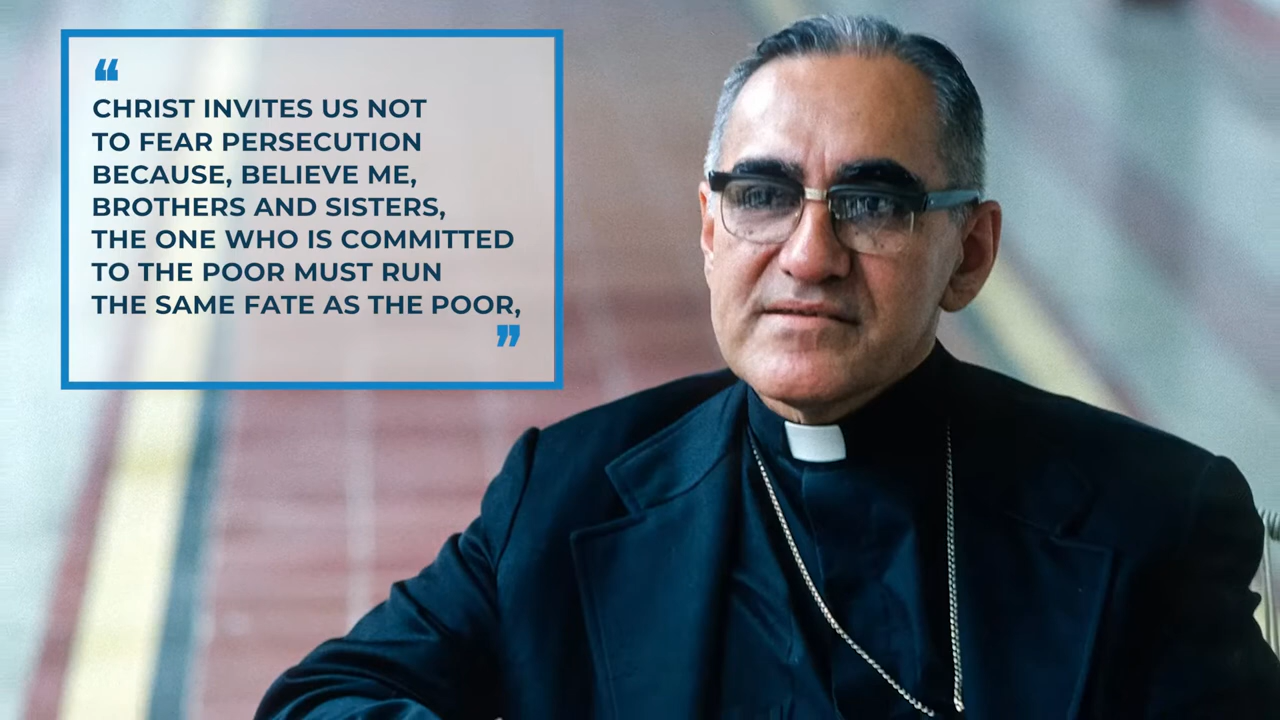 “
CHRIST INVITES US NOT
TO FEAR PERSECUTION
BECAUSE, BELIEVE ME,
BROTHERS AND SISTERS,
THE ONE WHO IS COMMITTED
TO THE POOR MUST RUN
THE SAME FATE AS THE POOR,
”